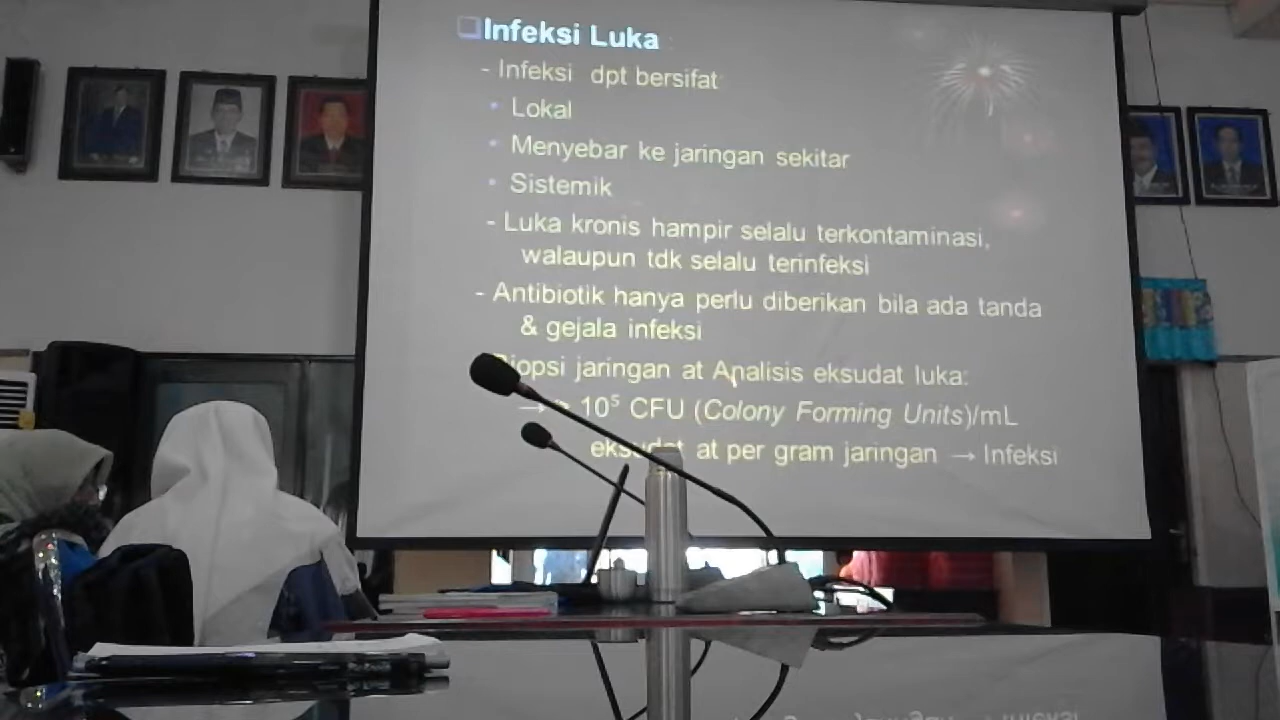 Infeksi Luka
- Infeksi dpt bersifat
• Lokal
• Menyebar ke jaringan sekitar
• Sistemik
- Luka kronis hampir selalu terkontaminasi,
walaupun tdk selalu terinfeksi
- Antibiotik hanya perlu diberikan bila ada tanda
& gejala infeksi
Biopsi jaringan at Analisis eksudat luka:
→ > 10⁵ CFU (Colony Forming Units)/mL
eksudat at per gram jaringan → Infeksi